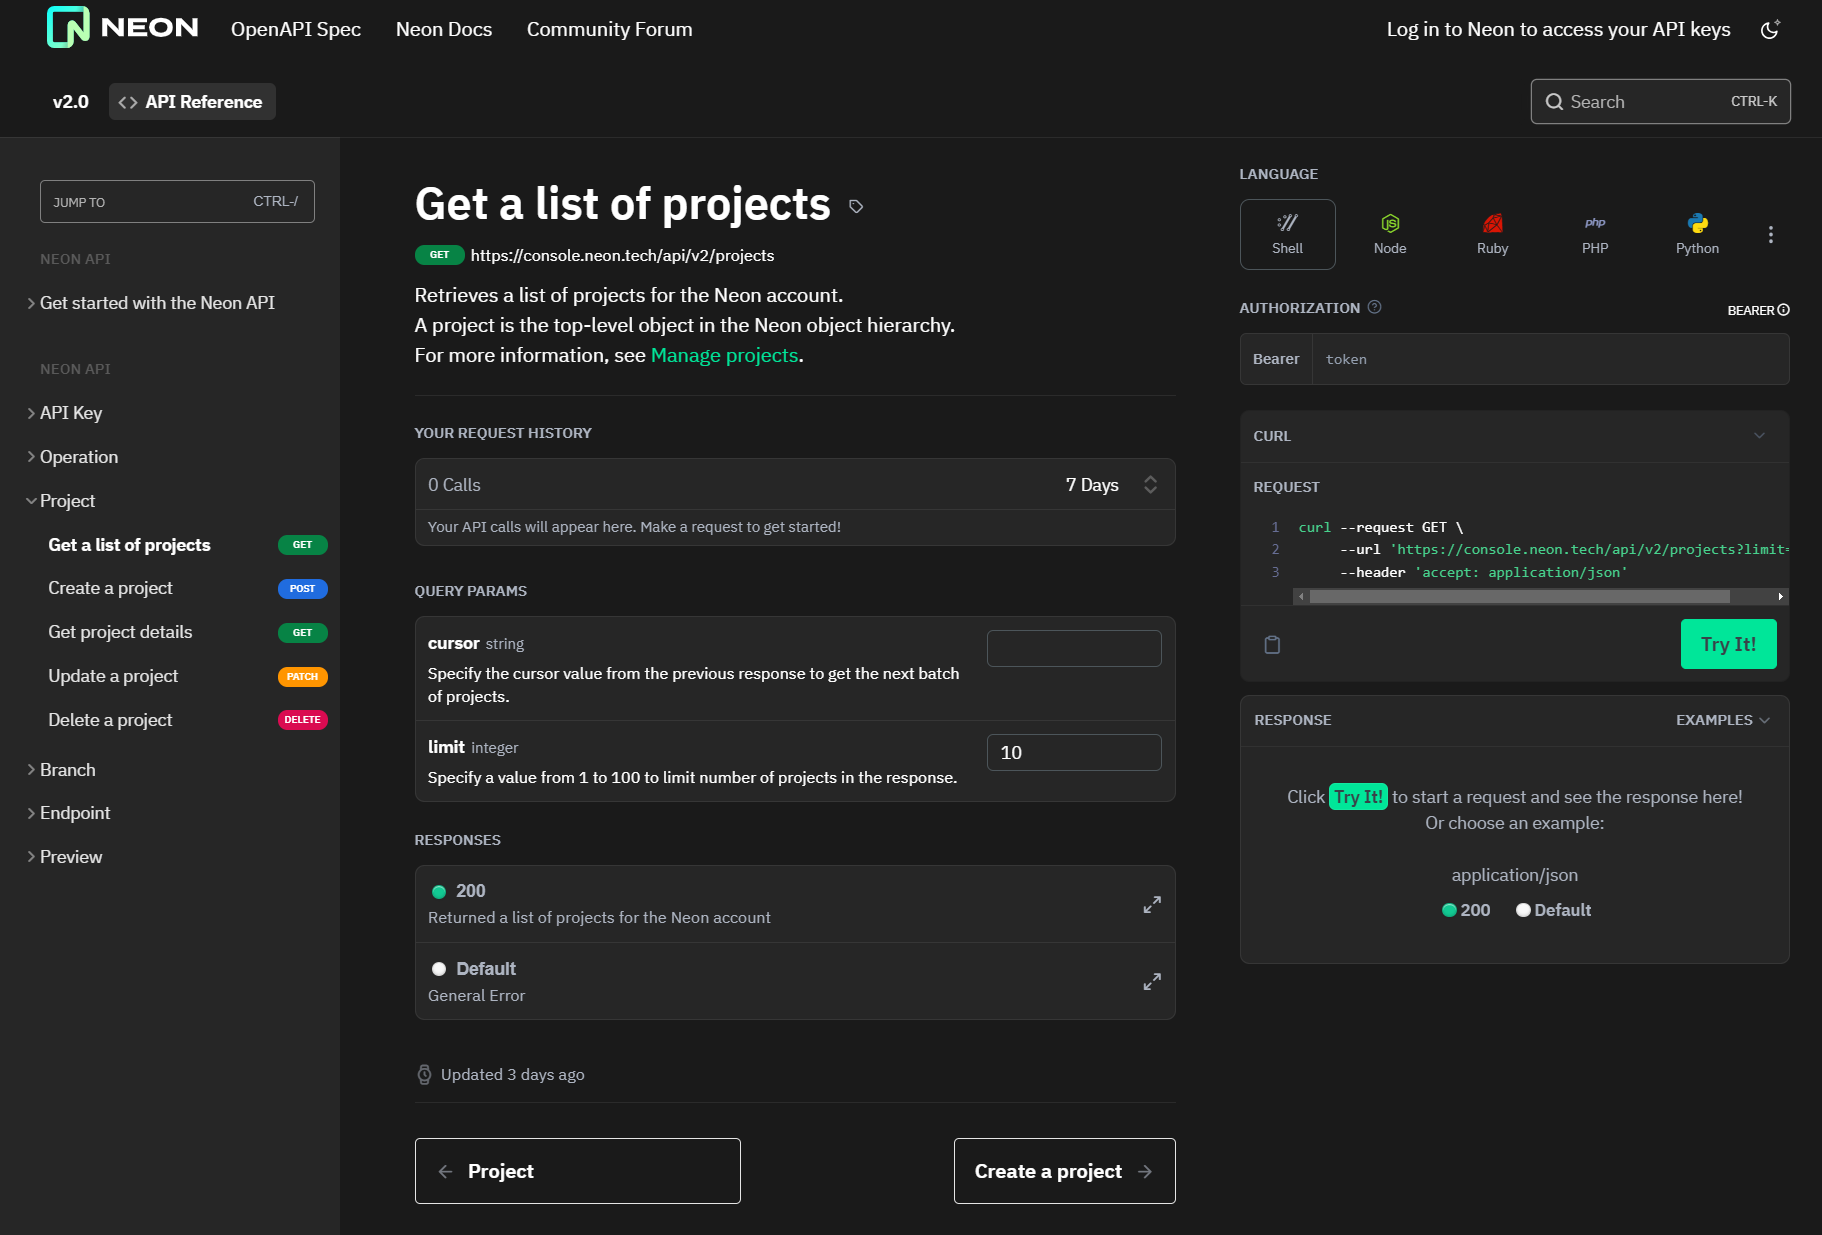 NEON
OpenAPI Spec
Neon Docs
Community Forum
Log in to Neon to access your API keys
v2.0
API Reference
Search
CTRL-K
JUMP TO
CTRL-/
NEON API
Get started with the Neon API
NEON API
API Key
Operation
Project
Get a list of projects
GET
Create a project
POST
Get project details
GET
Update a project
PATCH
Delete a project
DELETE
Branch
Endpoint
Preview
Get a list of projects
GET
https://console.neon.tech/api/v2/projects
Retrieves a list of projects for the Neon account.
A project is the top-level object in the Neon object hierarchy.
For more information, see Manage projects.
YOUR REQUEST HISTORY
0 Calls
7 Days
Your API calls will appear here. Make a request to get started!
QUERY PARAMS
cursor string
Specify the cursor value from the previous response to get the next batch
of projects.
limit integer
10
Specify a value from 1 to 100 to limit number of projects in the response.
RESPONSES
200
Returned a list of projects for the Neon account
Default
General Error
Updated 3 days ago
Project
Create a project
LANGUAGE
Shell
JS
Node
Ruby
php
PHP
Python
AUTHORIZATION
BEARER
Bearer
token
CURL
REQUEST
1 curl --request GET \
2 --url 'https://console.neon.tech/api/v2/projects?limit=
3 --header 'accept: application/json'
Try It!
RESPONSE
EXAMPLES
Click Try It! to start a request and see the response here!
Or choose an example:
application/json
200
Default